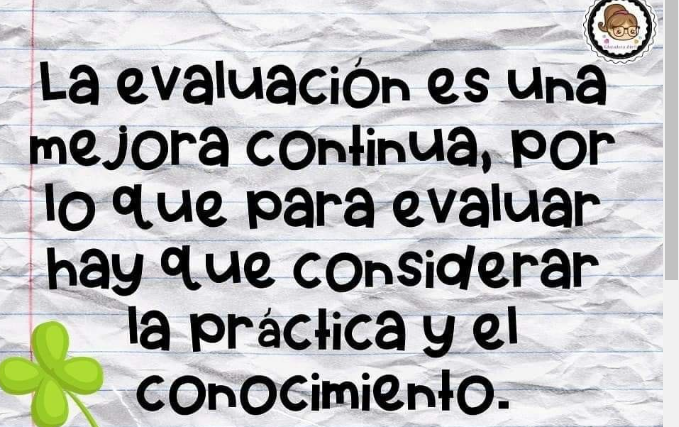 La evaluación es una
mejora continua, por
lo que para evaluar
hay que considerar
la práctica y el
conocimiento.